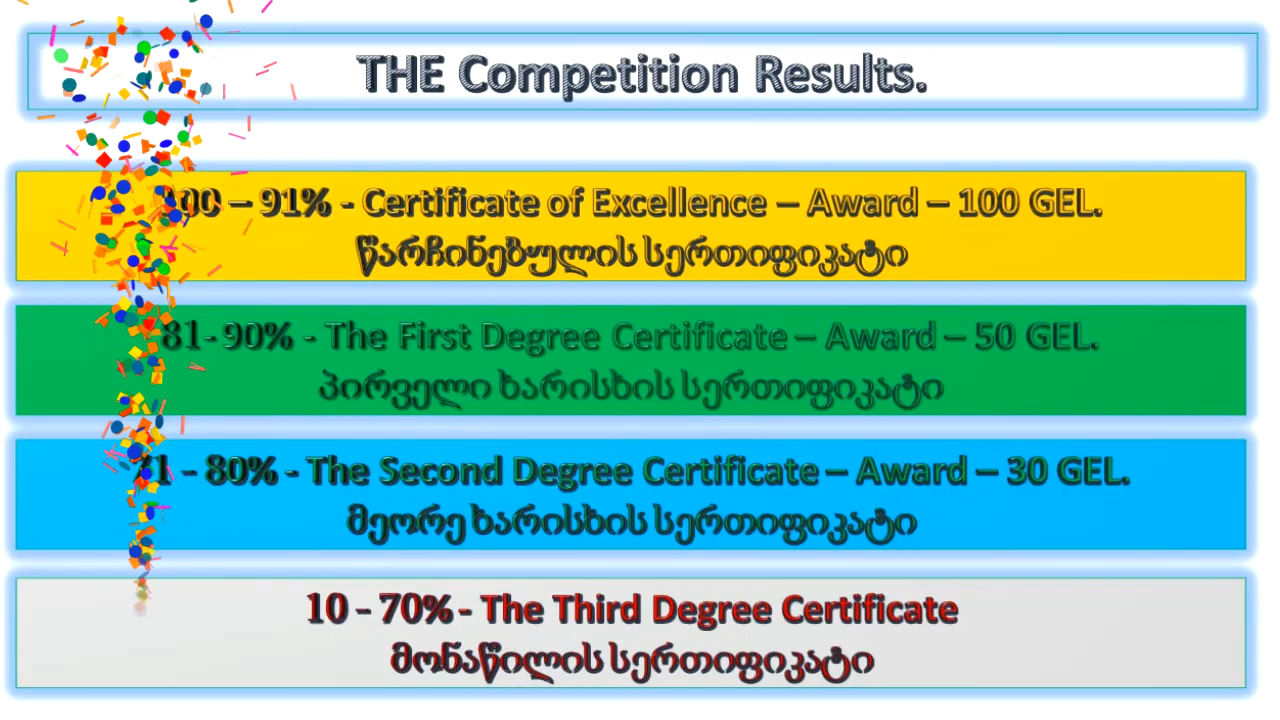 THE Competition Results.
100 – 91% - Certificate of Excellence – Award – 100 GEL.
წარჩინებულის სერთიფიკატი
81- 90% - The First Degree Certificate – Award – 50 GEL.
პირველი ხარისხის სერთიფიკატი
71 – 80% - The Second Degree Certificate – Award – 30 GEL.
მეორე ხარისხის სერთიფიკატი
10 – 70% - The Third Degree Certificate
მონაწილის სერთიფიკატი